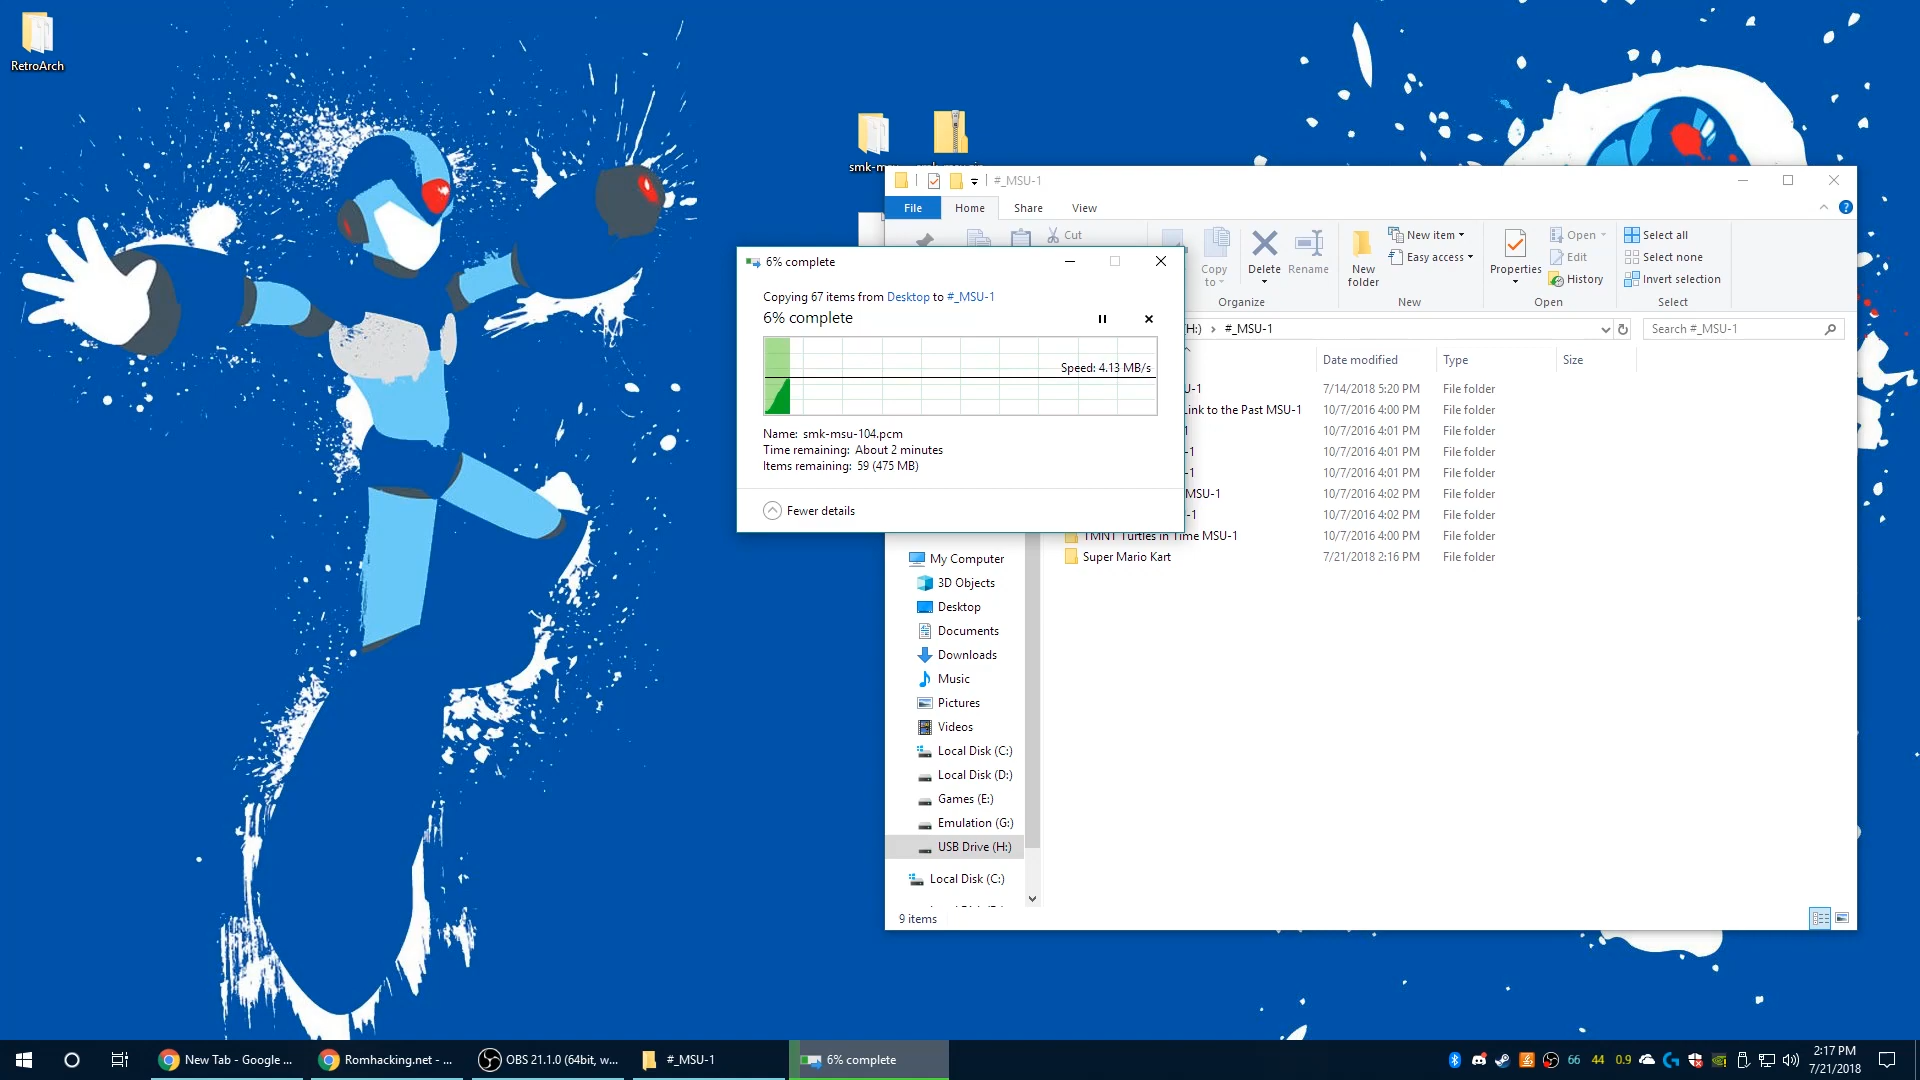 RetroArch
smk-m
#_MSU-1
File
Home
Share
View
Cut
Copy
to
Delete
Rename
New
folder
New item
Easy access
Properties
Open
Edit
History
Select all
Select none
Invert selection
Organize
New
Open
Select
H:) > #_MSU-1
Search #_MSU-1
Date modified
Type
Size
U-1
7/14/2018 5:20 PM
File folder
Link to the Past MSU-1
10/7/2016 4:00 PM
File folder
1
10/7/2016 4:01 PM
File folder
-1
10/7/2016 4:01 PM
File folder
-1
10/7/2016 4:01 PM
File folder
MSU-1
10/7/2016 4:02 PM
File folder
-1
10/7/2016 4:02 PM
File folder
TMNT Turtles in Time MSU-1
10/7/2016 4:00 PM
File folder
Super Mario Kart
7/21/2018 2:16 PM
File folder
6% complete
Copying 67 items from Desktop to #_MSU-1
6% complete
Speed: 4.13 MB/s
Name: smk-msu-104.pcm
Time remaining: About 2 minutes
Items remaining: 59 (475 MB)
Fewer details
My Computer
3D Objects
Desktop
Documents
Downloads
Music
Pictures
Videos
Local Disk (C:)
Local Disk (D:)
Games (E:)
Emulation (G:)
USB Drive (H:)
Local Disk (C:)
9 items
New Tab - Google ...
Romhacking.net - ...
OBS 21.1.0 (64bit, w...
#_MSU-1
6% complete
66
44
0.9
2:17 PM
7/21/2018